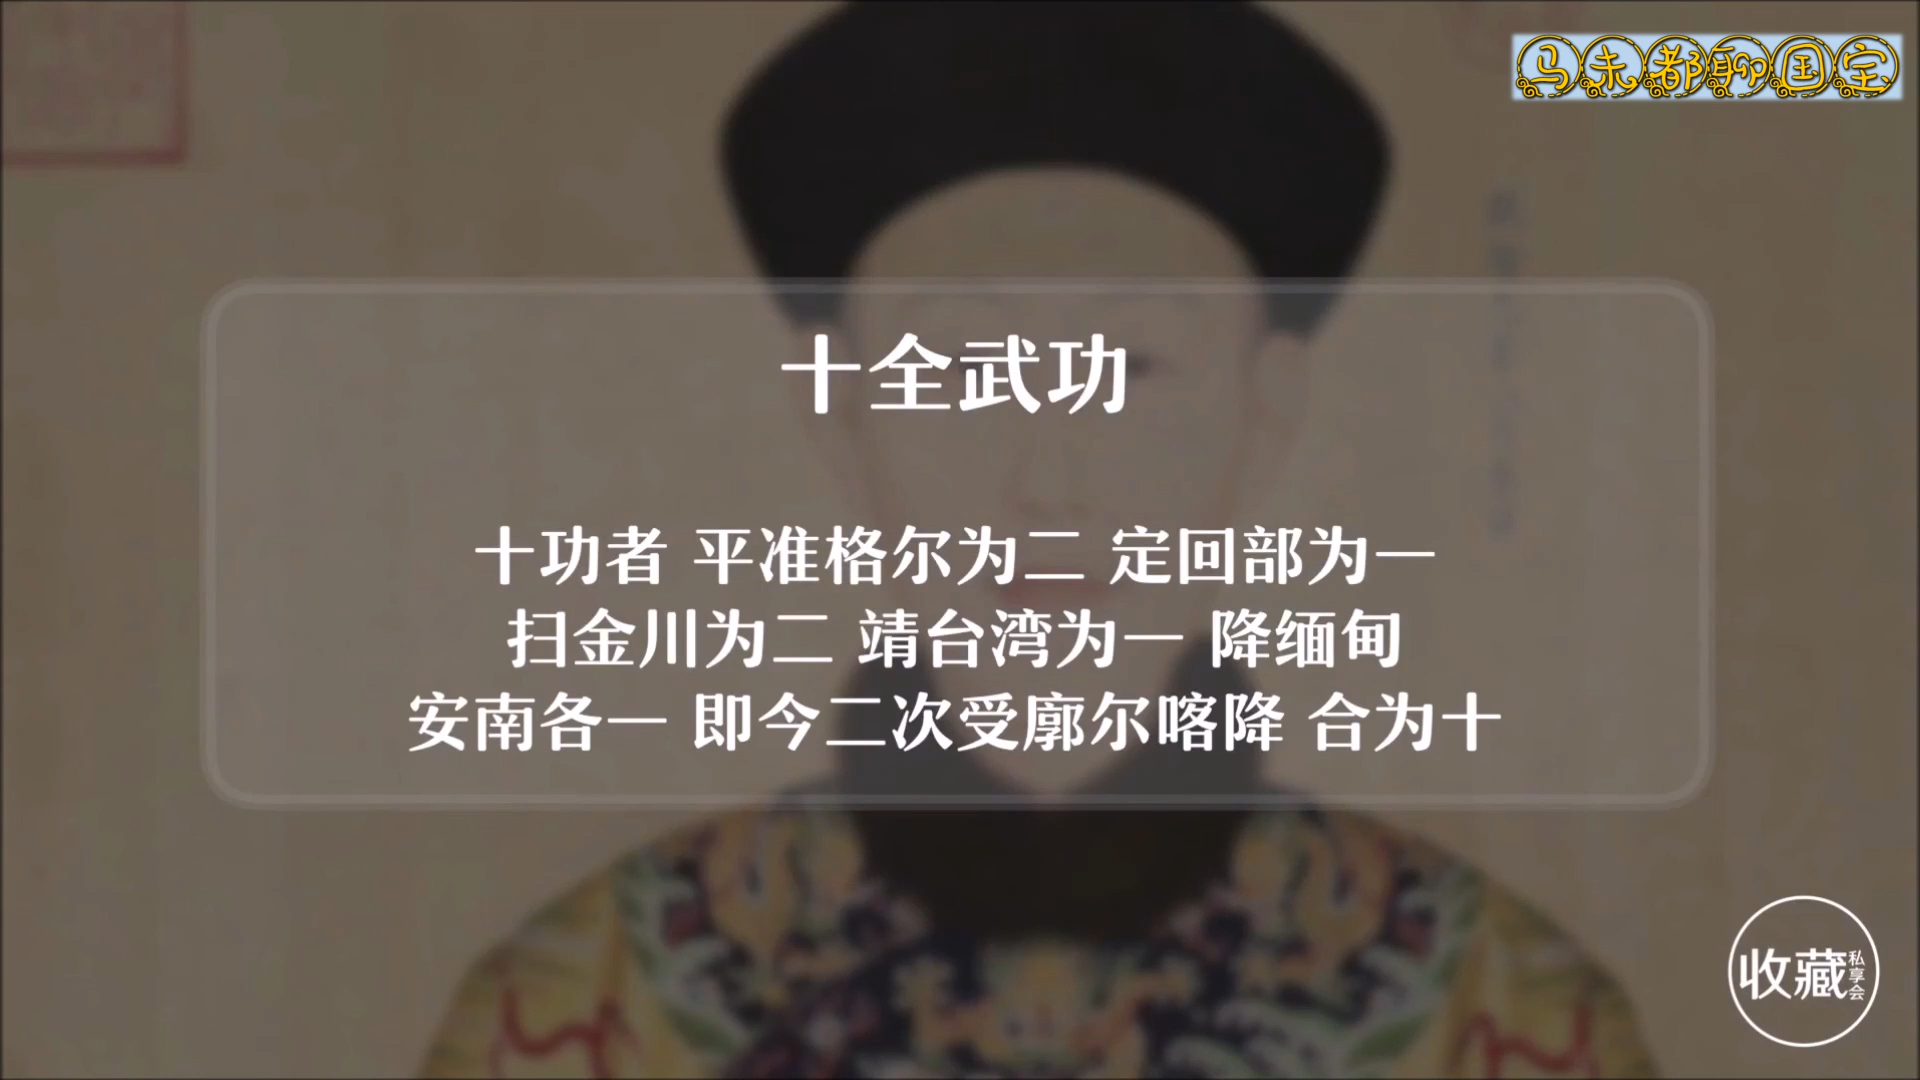 马未都聊国宝
十全武功
十功者 平准格尔为二 定回部为一
扫金川为二 靖台湾为一 降缅甸
安南各一 即今二次受廓尔喀降 合为十
收藏私享会